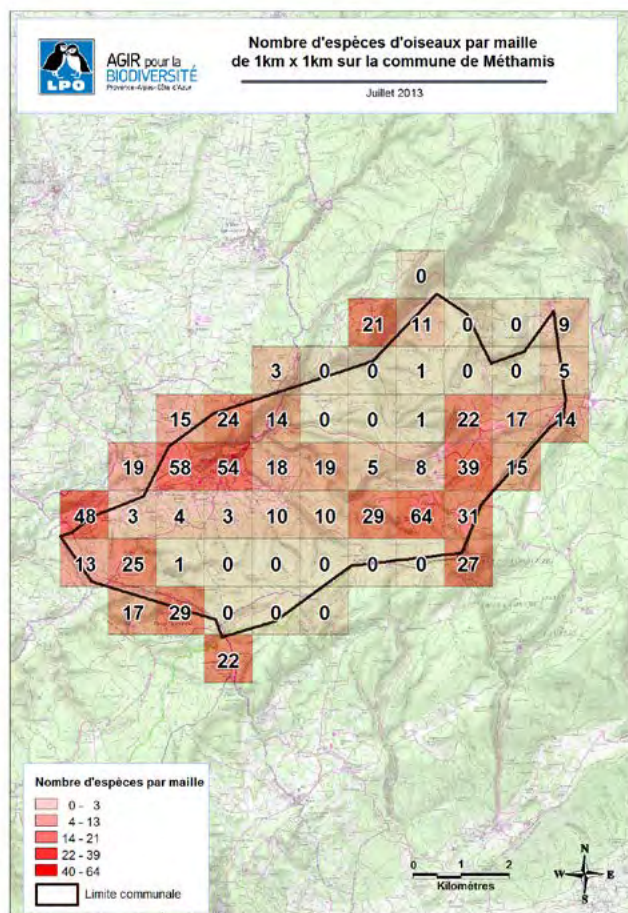 LPO
AGIR pour la
BIODIVERSITÉ
Provence-Alpes-Côte d'Azur
Nombre d'espèces d'oiseaux par maille
de 1km x 1km sur la commune de Méthamis
Juillet 2013
0
21 11 0 0 9
3 0 0 1 0 0 5
15 24 14 0 0 1 22 17 14
19 58 54 18 19 5 8 39 15
48 3 4 3 10 10 29 64 31
13 25 1 0 0 0 0 0 27
17 29 0 0 0
22
Nombre d'espèces par maille
0 - 3
4 - 13
14 - 21
22 - 39
40 - 64
Limite communale
0 1 2
Kilomètres
N
W E
S